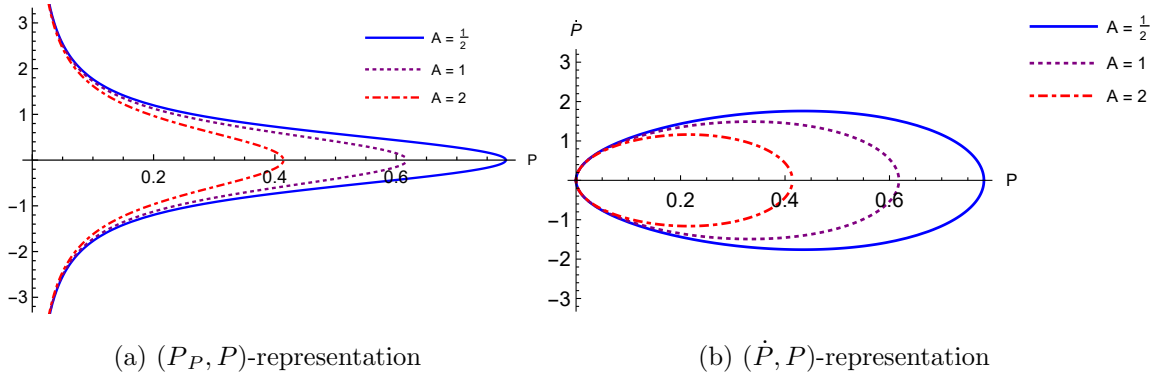 3
2
1
-1
-2
-3
0.2
0.4
0.6
P
A = 1/2
A = 1
A = 2
(a) (P_P, P)-representation
Ṗ
3
2
1
0
-1
-2
-3
0.2
0.4
0.6
P
A = 1/2
A = 1
A = 2
(b) (Ṗ, P)-representation